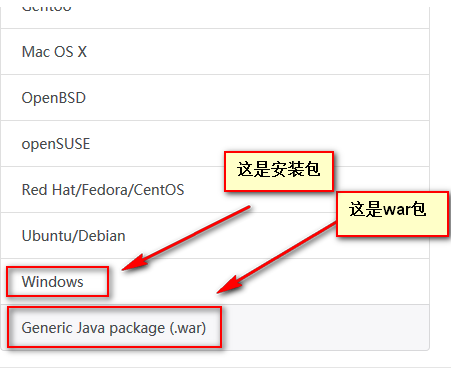 Gentoo
Mac OS X
OpenBSD
openSUSE
这是安装包
Red Hat/Fedora/CentOS
这是war包
Ubuntu/Debian
Windows
Generic Java package (.war)